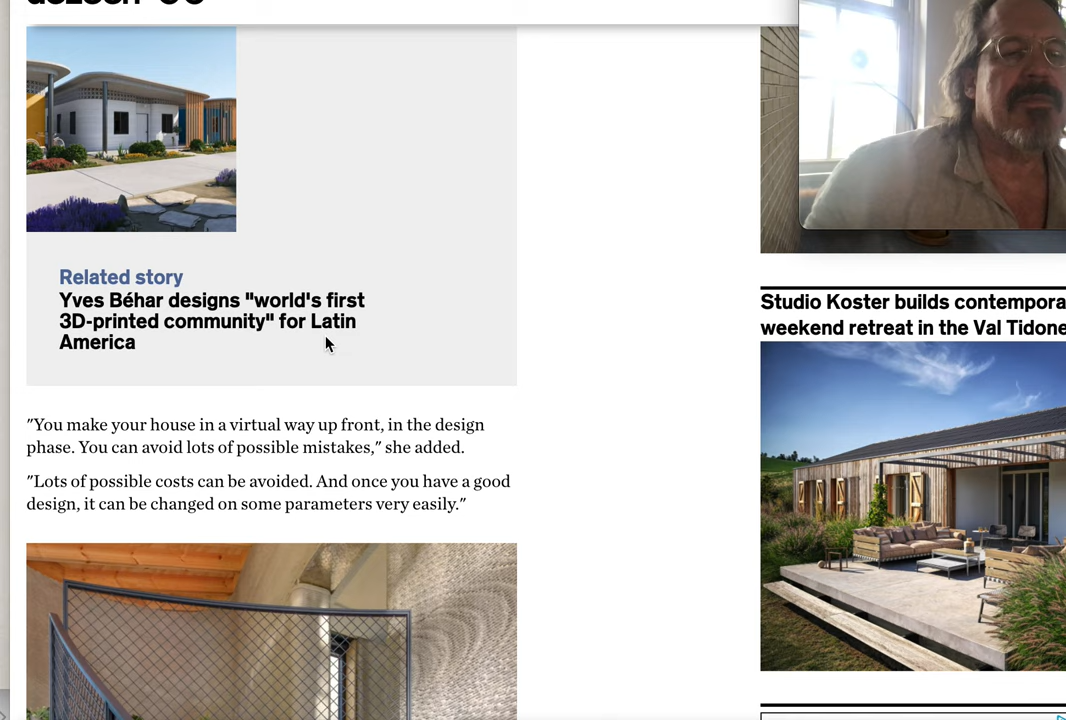 Related story
Yves Béhar designs "world's first
3D-printed community" for Latin
America
"You make your house in a virtual way up front, in the design
phase. You can avoid lots of possible mistakes," she added.
"Lots of possible costs can be avoided. And once you have a good
design, it can be changed on some parameters very easily."
Studio Koster builds contempora
weekend retreat in the Val Tidone